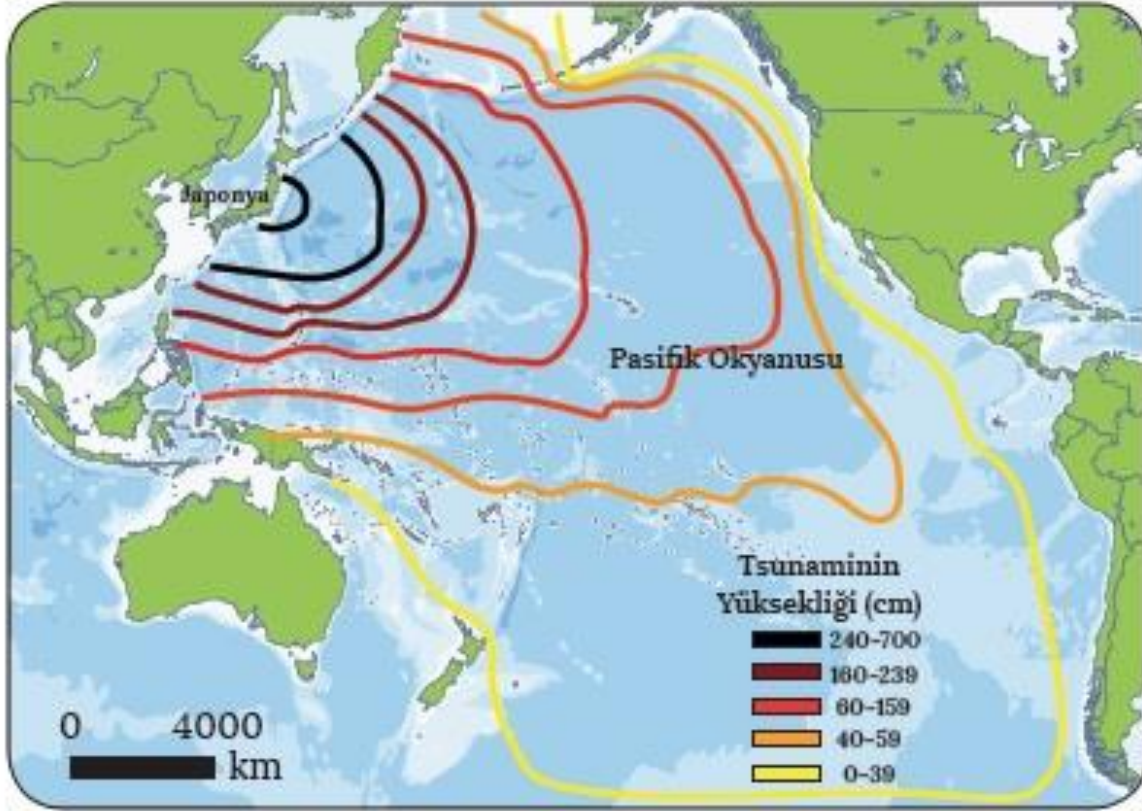 Japonya
Pasifik Okyanusu
Tsunaminin
Yüksekliği (cm)
240-700
160-239
60-159
40-59
0-39
0 4000
km